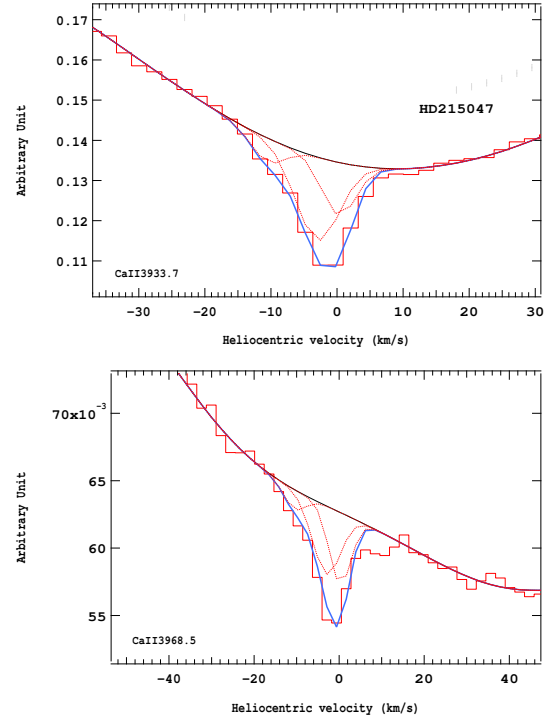 0.17
0.16
0.15
0.14
0.13
0.12
0.11
Arbitrary Unit
HD215047
CaII3933.7
-30 -20 -10 0 10 20 30
Heliocentric velocity (km/s)
70x10-3
65
60
55
Arbitrary Unit
CaII3968.5
-40 -20 0 20 40
Heliocentric velocity (km/s)